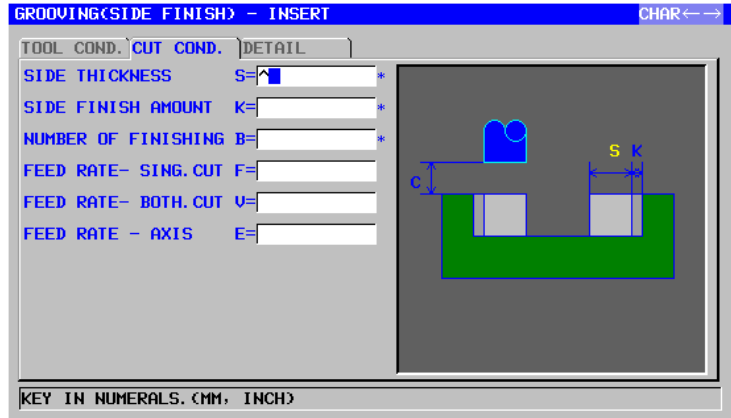 GROOVING(SIDE FINISH) - INSERT CHAR←→
TOOL COND. CUT COND. DETAIL
SIDE THICKNESS S=^ *
SIDE FINISH AMOUNT K= *
NUMBER OF FINISHING B= *
FEED RATE- SING.CUT F=
FEED RATE- BOTH.CUT V=
FEED RATE - AXIS E=
S K
C
KEY IN NUMERALS.(MM, INCH)